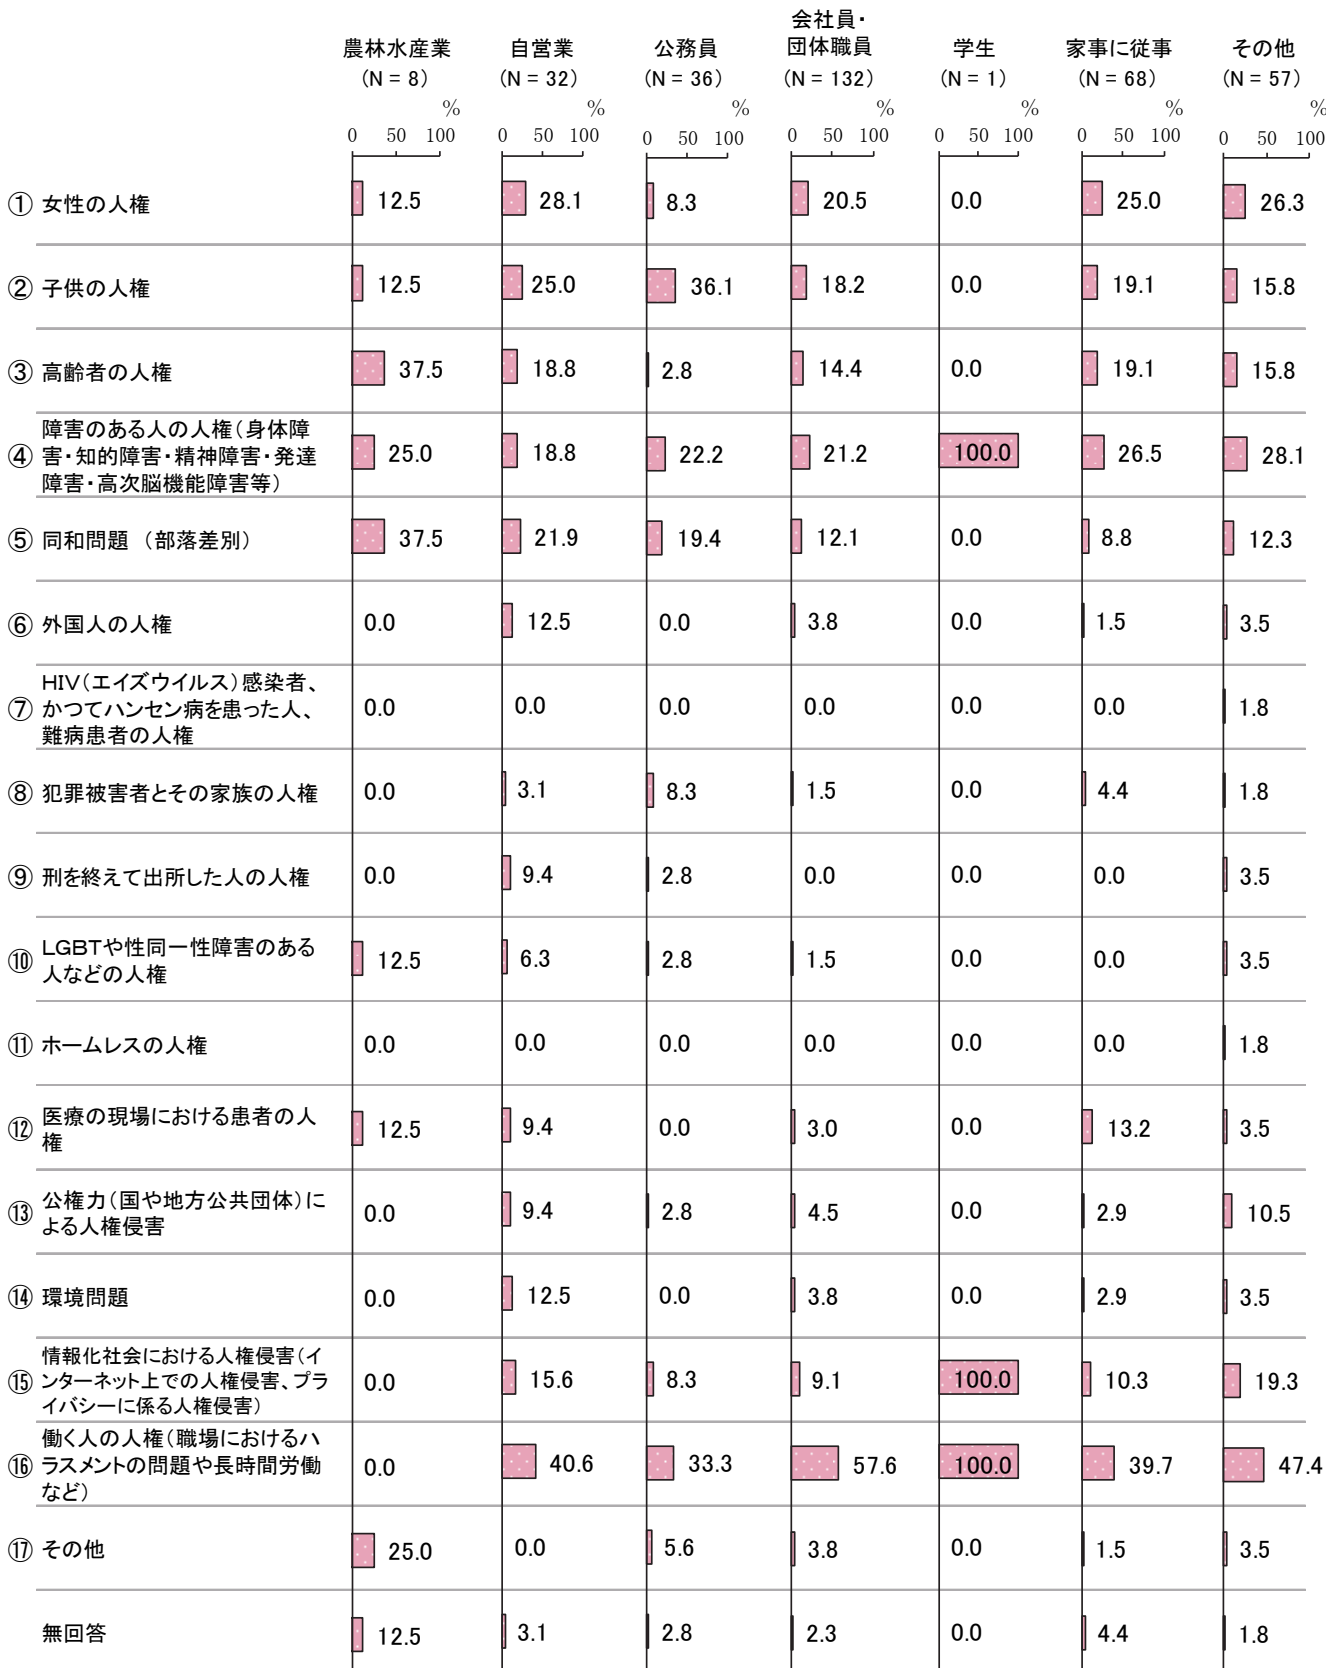 農林水産業 自営業 公務員 会社員・団体職員 学生 家事に従事 その他
（N = 8） （N = 32） （N = 36） （N = 132） （N = 1） （N = 68） （N = 57）
% % % % % % %
0 50 100 0 50 100 0 50 100 0 50 100 0 50 100 0 50 100 0 50 100
① 女性の人権 12.5 28.1 8.3 20.5 0.0 25.0 26.3
② 子供の人権 12.5 25.0 36.1 18.2 0.0 19.1 15.8
③ 高齢者の人権 37.5 18.8 2.8 14.4 0.0 19.1 15.8
障害のある人の人権（身体障
④ 害・知的障害・精神障害・発達 25.0 18.8 22.2 21.2 100.0 26.5 28.1
障害・高次脳機能障害等）
⑤ 同和問題 （部落差別） 37.5 21.9 19.4 12.1 0.0 8.8 12.3
⑥ 外国人の人権 0.0 12.5 0.0 3.8 0.0 1.5 3.5
HIV（エイズウイルス）感染者、
⑦ かつてハンセン病を患った人、 0.0 0.0 0.0 0.0 0.0 0.0 1.8
難病患者の人権
⑧ 犯罪被害者とその家族の人権 0.0 3.1 8.3 1.5 0.0 4.4 1.8
⑨ 刑を終えて出所した人の人権 0.0 9.4 2.8 0.0 0.0 0.0 3.5
⑩ LGBTや性同一性障害のある 12.5 6.3 2.8 1.5 0.0 0.0 3.5
人などの人権
⑪ ホームレスの人権 0.0 0.0 0.0 0.0 0.0 0.0 1.8
⑫ 医療の現場における患者の人 12.5 9.4 0.0 3.0 0.0 13.2 3.5
権
⑬ 公権力（国や地方公共団体）に 0.0 9.4 2.8 4.5 0.0 2.9 10.5
よる人権侵害
⑭ 環境問題 0.0 12.5 0.0 3.8 0.0 2.9 3.5
情報化社会における人権侵害（イ
⑮ ンターネット上での人権侵害、プラ 0.0 15.6 8.3 9.1 100.0 10.3 19.3
イバシーに係る人権侵害）
働く人の人権（職場におけるハ
⑯ ラスメントの問題や長時間労働 0.0 40.6 33.3 57.6 100.0 39.7 47.4
など）
⑰ その他 25.0 0.0 5.6 3.8 0.0 1.5 3.5
無回答 12.5 3.1 2.8 2.3 0.0 4.4 1.8